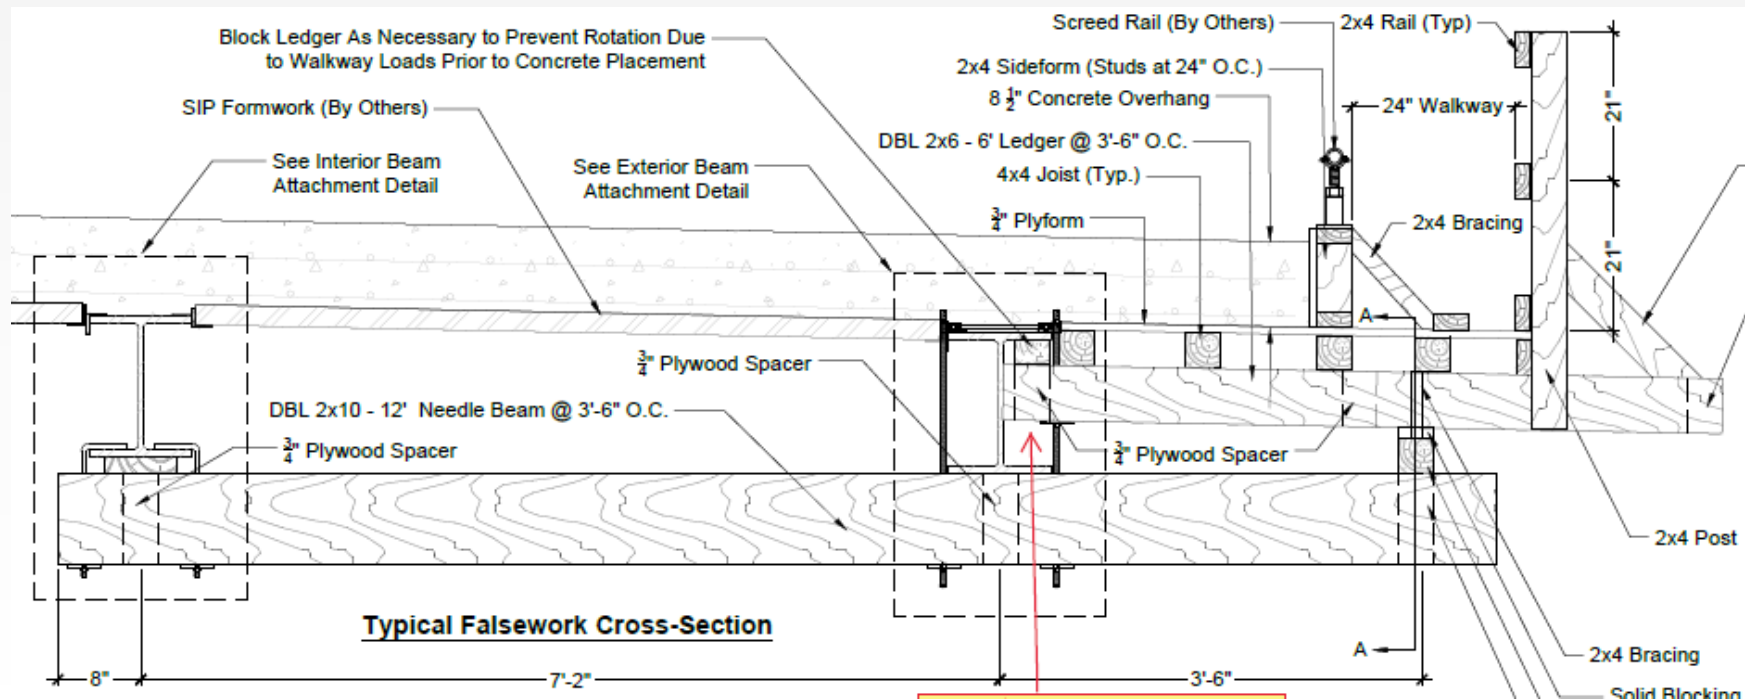 Block Ledger As Necessary to Prevent Rotation Due
to Walkway Loads Prior to Concrete Placement
SIP Formwork (By Others)
See Interior Beam
Attachment Detail
See Exterior Beam
Attachment Detail
Screed Rail (By Others)
2x4 Rail (Typ)
2x4 Sideform (Studs at 24" O.C.)
8 1/2" Concrete Overhang
24" Walkway
21"
DBL 2x6 - 6' Ledger @ 3'-6" O.C.
4x4 Joist (Typ.)
3/4" Plyform
2x4 Bracing
21"
A
3/4" Plywood Spacer
DBL 2x10 - 12' Needle Beam @ 3'-6" O.C.
3/4" Plywood Spacer
3/4" Plywood Spacer
2x4 Post
Typical Falsework Cross-Section
A
2x4 Bracing
8"
7'-2"
3'-6"
Solid Blocking